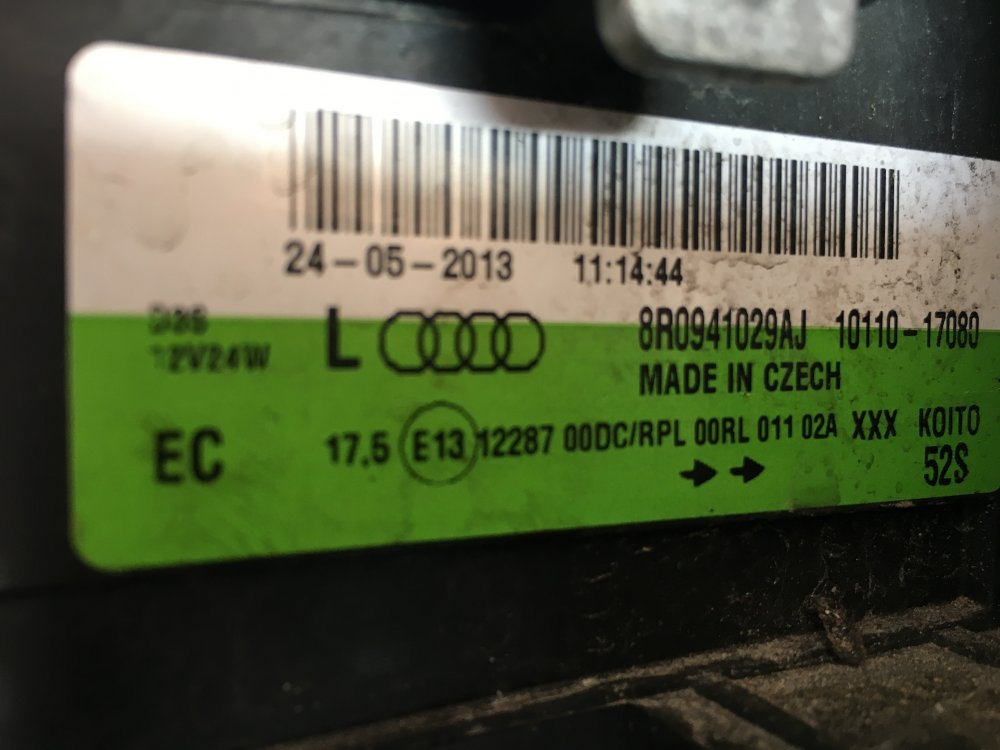 24-05-2013 11:14:44
D3S L 8R0941029AJ 10110-17080
12V24W MADE IN CZECH
EC 17,5 E13 12287 00DC/RPL 00RL 011 02A XXX KOITO
52S